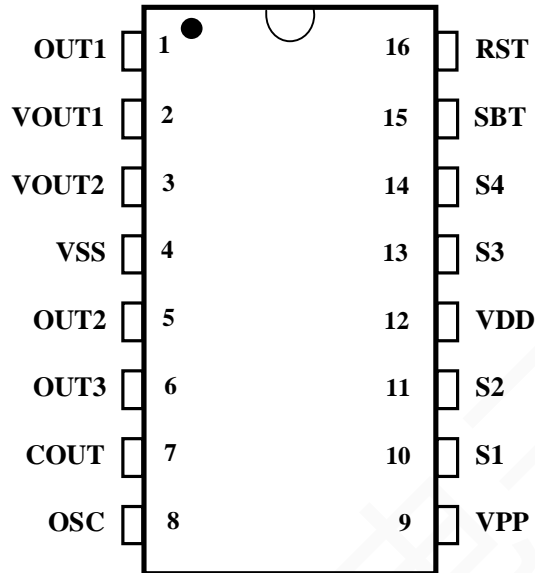 OUT1 1 16 RST
VOUT1 2 15 SBT
VOUT2 3 14 S4
VSS 4 13 S3
OUT2 5 12 VDD
OUT3 6 11 S2
COUT 7 10 S1
OSC 8 9 VPP